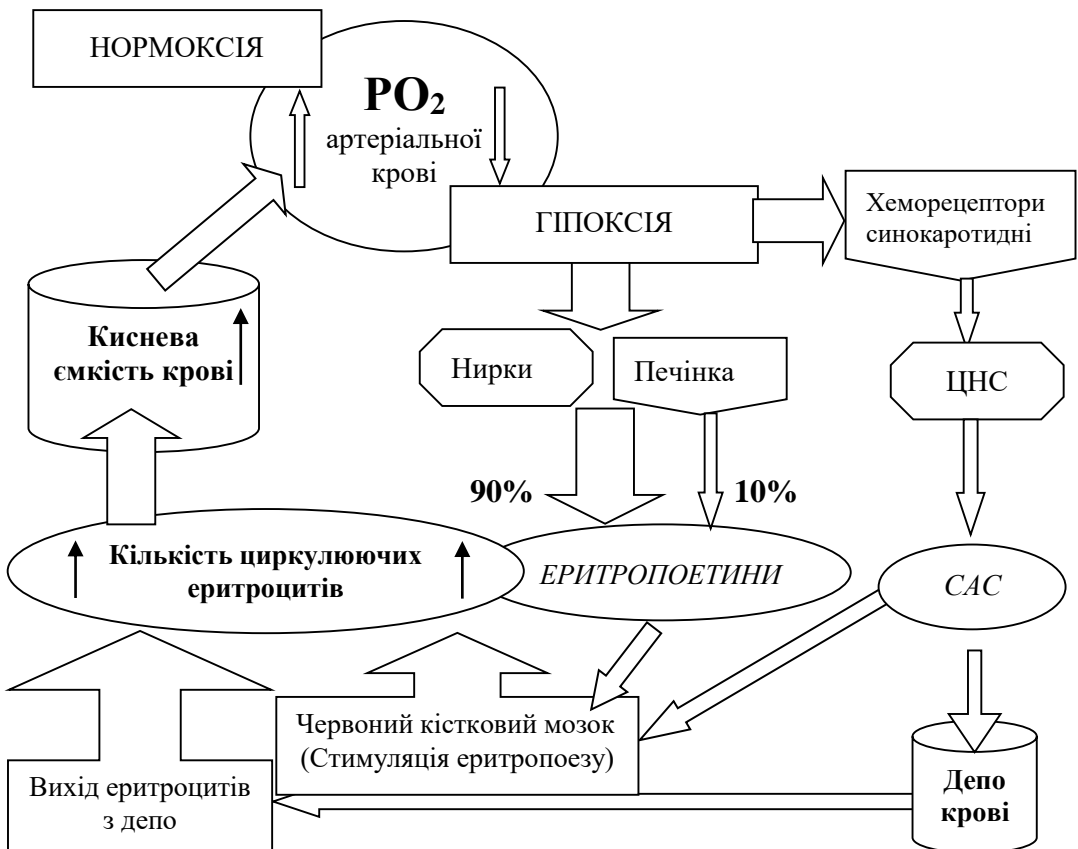 НОРМОКСІЯ
PO₂
артеріальної
крові
ГІПОКСІЯ
Хеморецептори
синокаротидні
Киснева
ємкість крові
Нирки
Печінка
ЦНС
90%
10%
Кількість циркулюючих
еритроцитів
ЕРИТРОПОЕТИНИ
САС
Червоний кістковий мозок
(Стимуляція еритропоезу)
Вихід еритроцитів
з депо
Депо
крові